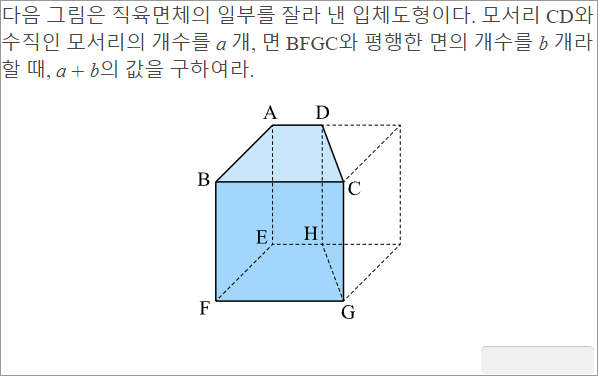 다음 그림은 직육면체의 일부를 잘라 낸 입체도형이다. 모서리 CD와
수직인 모서리의 개수를 a 개, 면 BFGC와 평행한 면의 개수를 b 개라
할 때, a + b의 값을 구하여라.
A D
B C
E H
F G